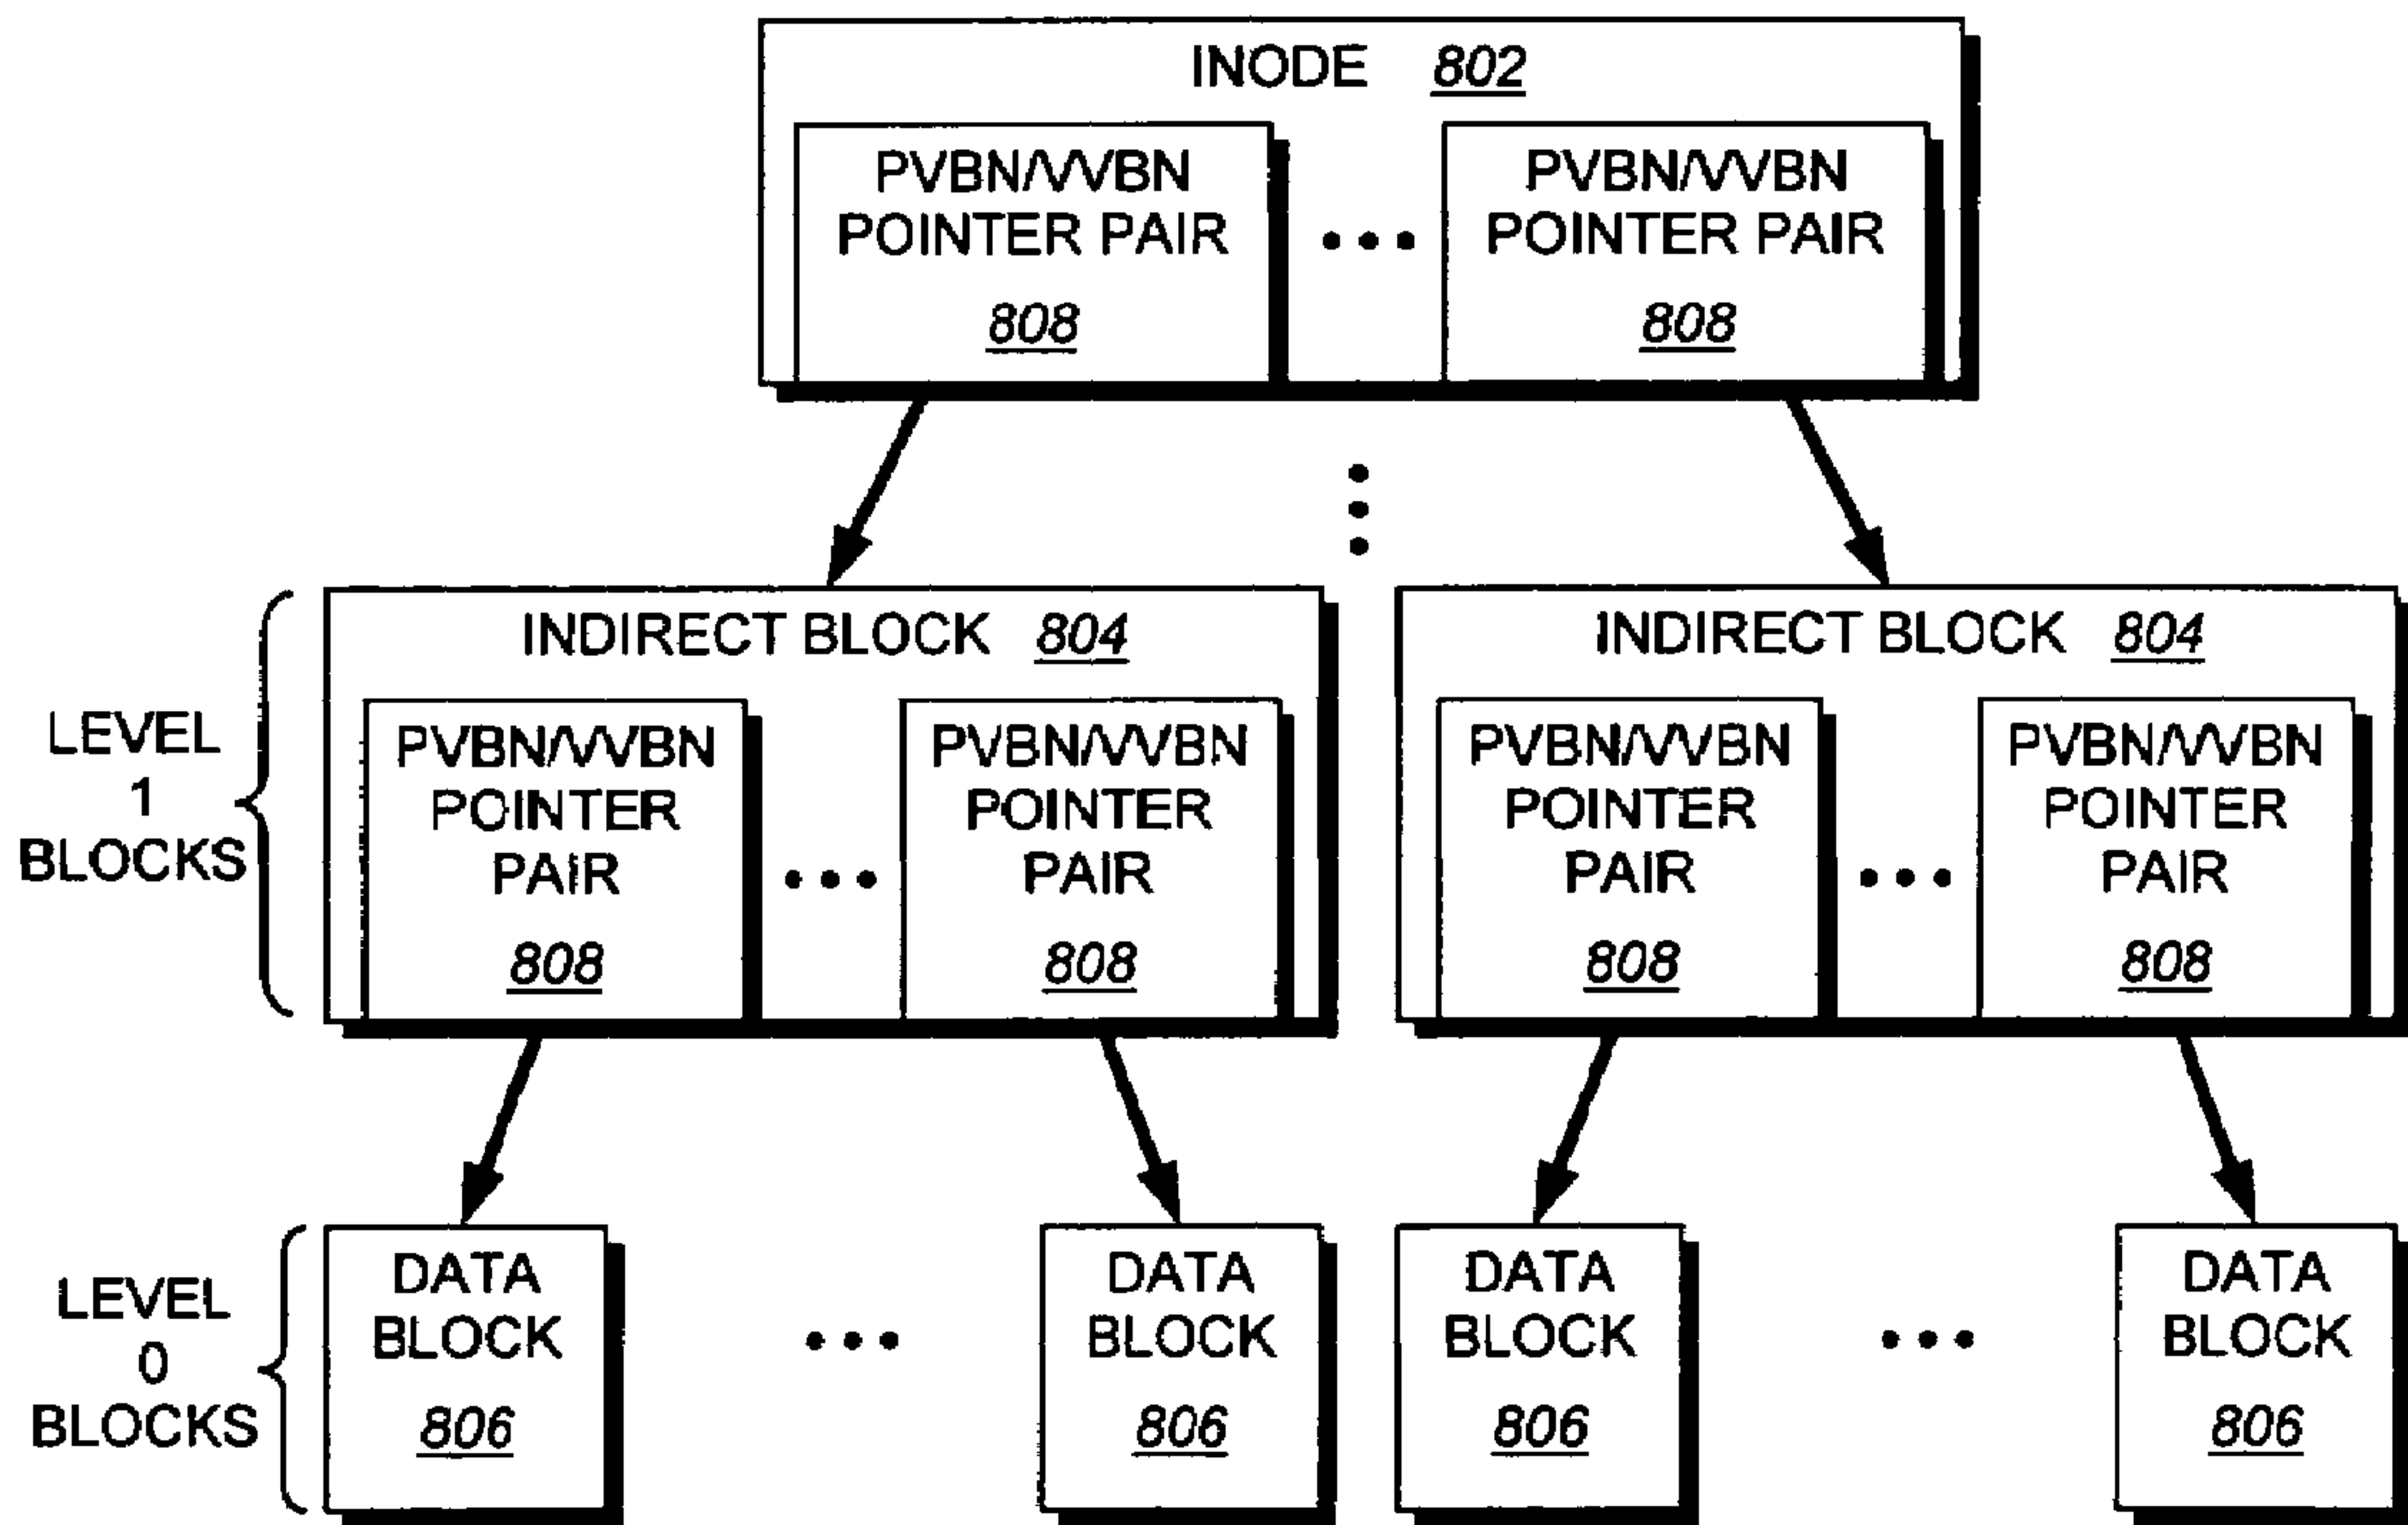 INODE 802
PVBN/VVBN
POINTER PAIR
808
PVBN/VVBN
POINTER PAIR
808
LEVEL
1
BLOCKS
INDIRECT BLOCK 804
PVBN/VVBN
POINTER
PAIR
808
PVBN/VVBN
POINTER
PAIR
808
INDIRECT BLOCK 804
PVBN/VVBN
POINTER
PAIR
808
PVBN/VVBN
POINTER
PAIR
808
LEVEL
0
BLOCKS
DATA
BLOCK
806
DATA
BLOCK
806
DATA
BLOCK
806
DATA
BLOCK
806